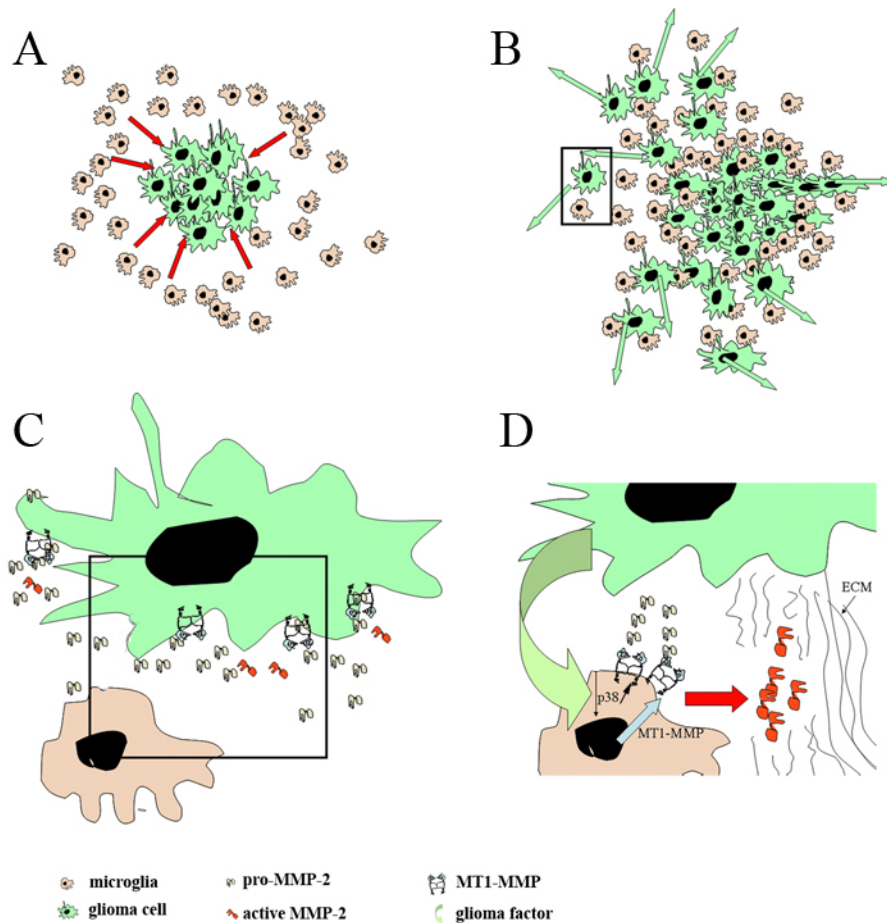 A
B
C
D
ECM
p38
MT1-MMP
microglia
glioma cell
pro-MMP-2
active MMP-2
MT1-MMP
glioma factor